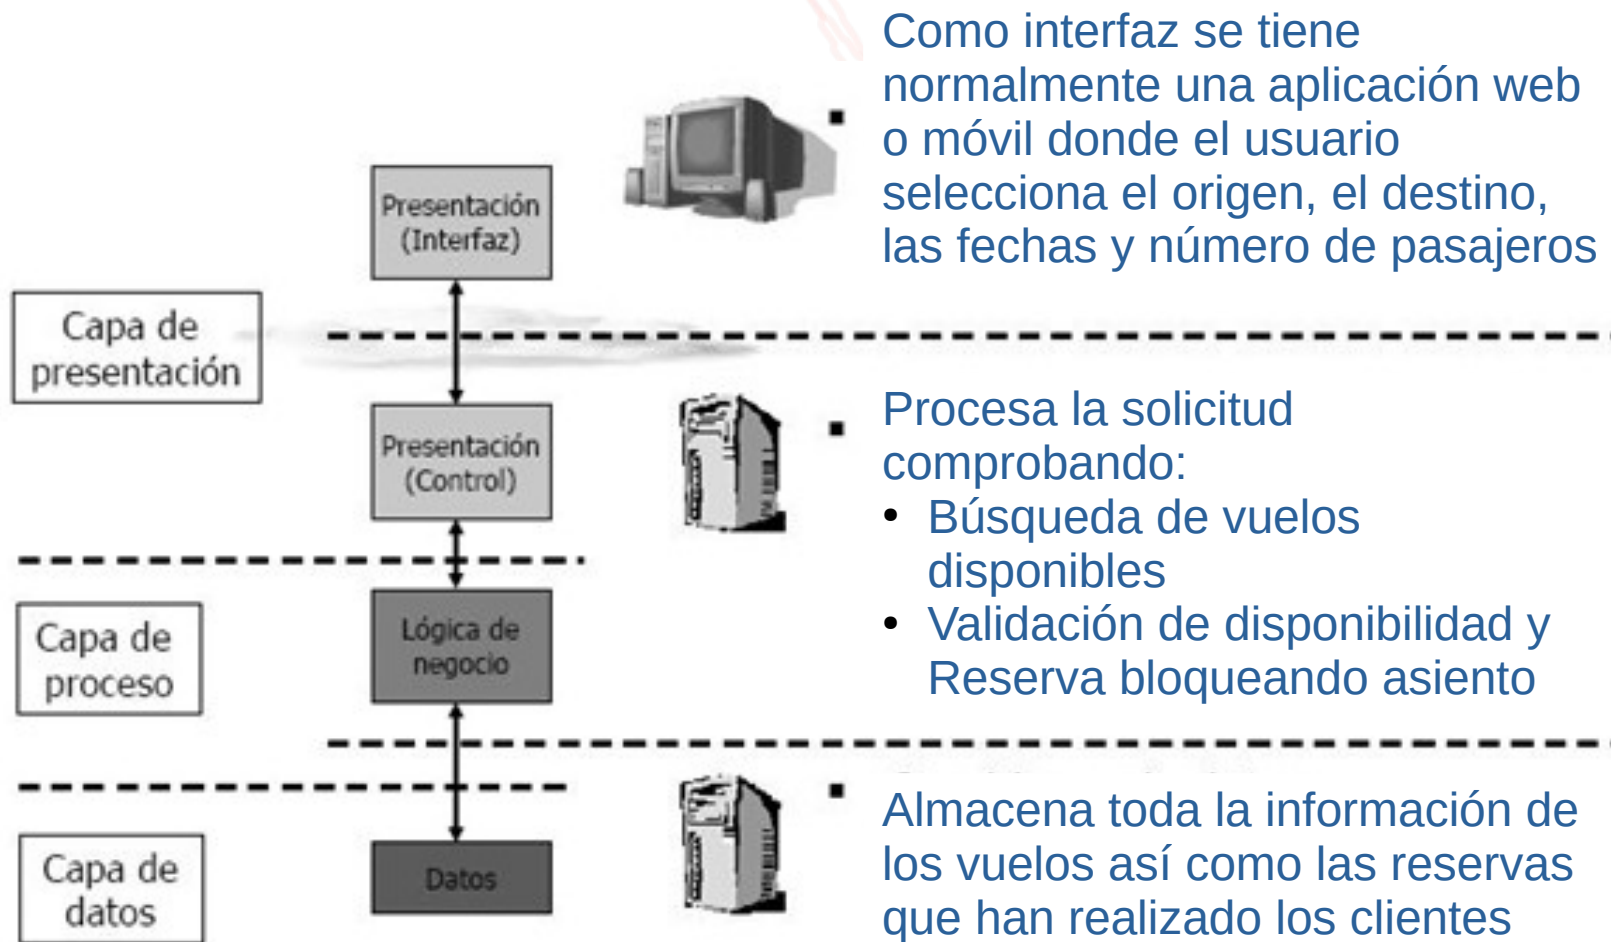 Como interfaz se tiene
normalmente una aplicación web
o móvil donde el usuario
selecciona el origen, el destino,
las fechas y número de pasajeros
Presentación
(Interfaz)
Capa de
presentación
Presentación
(Control)
Procesa la solicitud
comprobando:
• Búsqueda de vuelos
disponibles
• Validación de disponibilidad y
Reserva bloqueando asiento
Capa de
proceso
Lógica de
negocio
Almacena toda la información de
los vuelos así como las reservas
que han realizado los clientes
Capa de
datos
Datos